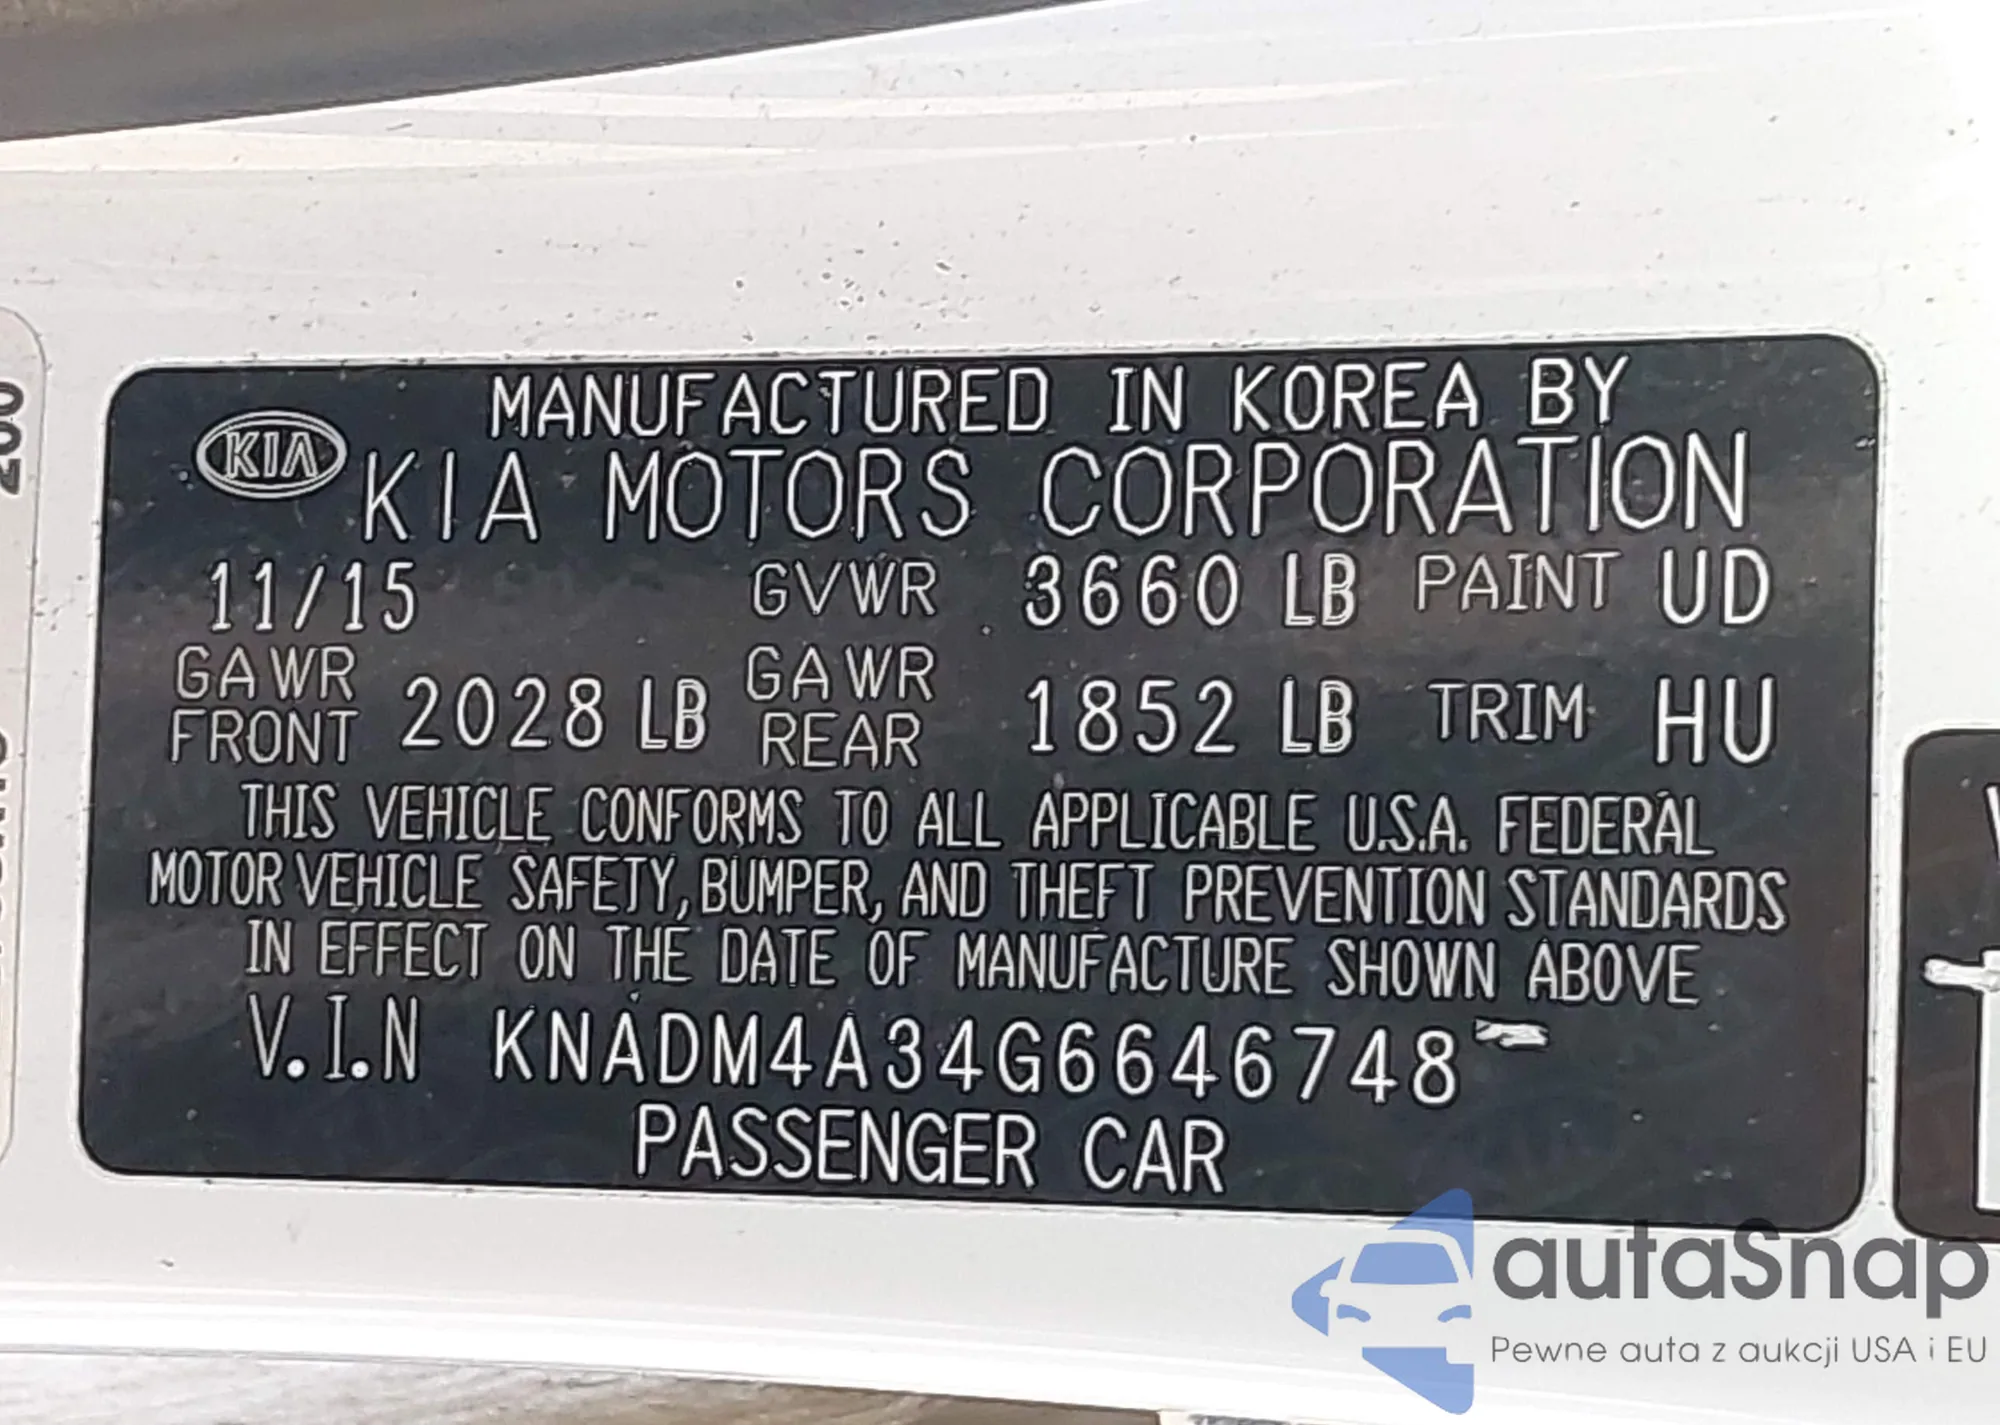 MANUFACTURED IN KOREA BY
KIA KIA MOTORS CORPORATION
11/15 GVWR 3660 LB PAINT UD
GAWR FRONT 2028 LB GAWR REAR 1852 LB TRIM HU
THIS VEHICLE CONFORMS TO ALL APPLICABLE U.S.A. FEDERAL
MOTOR VEHICLE SAFETY, BUMPER, AND THEFT PREVENTION STANDARDS
IN EFFECT ON THE DATE OF MANUFACTURE SHOWN ABOVE
V.I.N KNADM4A34G6646748
PASSENGER CAR
autaSnap
Pewne auta z aukcji USA i EU